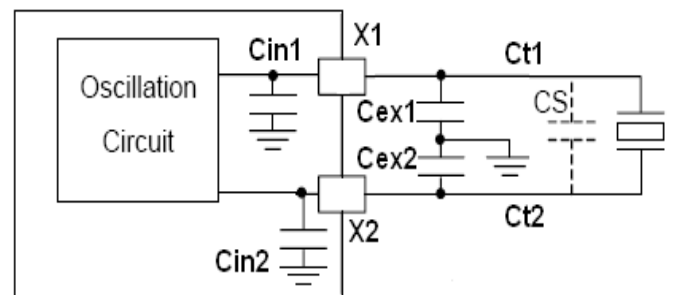 X1
Cin1
Ct1
Oscillation
Circuit
CS
Cex1
Cex2
X2
Ct2
Cin2